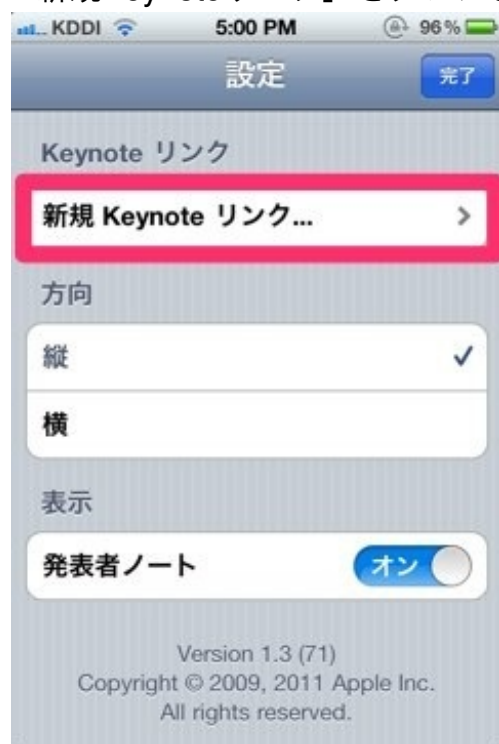 KDDI 5:00 PM 96%
設定 完了
Keynote リンク
新規 Keynote リンク...
方向
縦
横
表示
発表者ノート オン
Version 1.3 (71)
Copyright © 2009, 2011 Apple Inc.
All rights reserved.